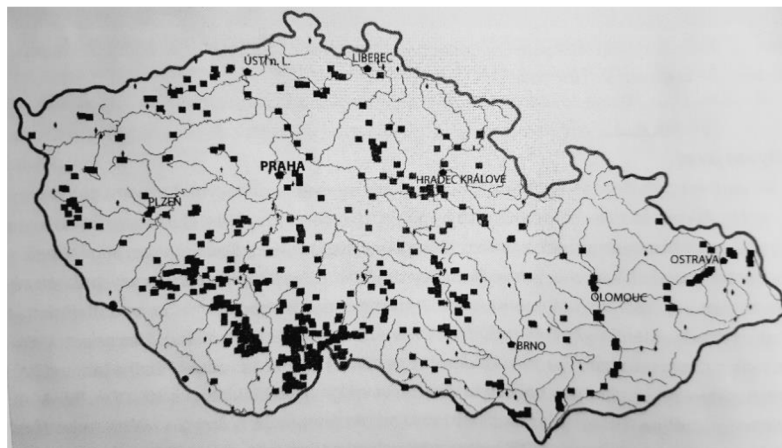 ÚSTÍ n. L.
LIBEREC
PRAHA
HRADEC KRÁLOVÉ
PLZEŇ
OSTRAVA
OLOMOUC
BRNO